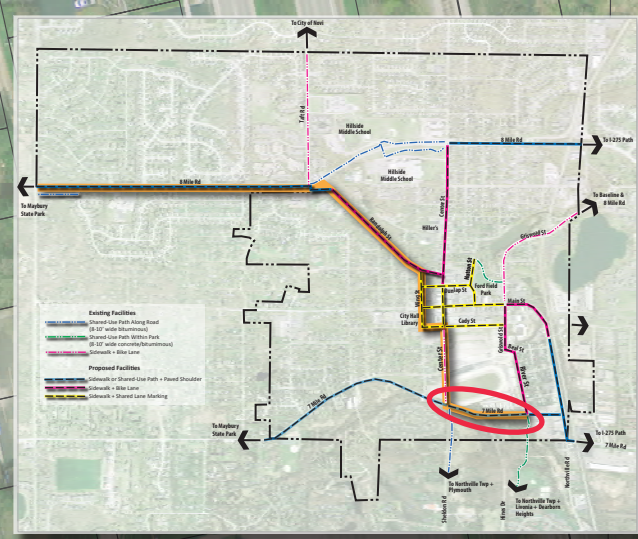 To City of Novi
Taft Rd
Hillside
Middle School
8 Mile Rd
To I-275 Path
8 Mile Rd
Hillside
Middle School
To Maybury
State Park
To Baseline &
8 Mile Rd
Center St
Randolph St
Hiller's
Griswold St
Hutton St
Wing St
Dunlap St
Ford Field
Park
Main St
City Hall
Library
Cady St
Griswold St
Beal St
Center St
Existing Facilities
Shared-Use Path Along Road
(8-10' wide bituminous)
Shared-Use Path Within Park
(8-10' wide concrete/bituminous)
Sidewalk + Bike Lane
Proposed Facilities
Sidewalk or Shared-Use Path + Paved Shoulder
Sidewalk + Bike Lane
Sidewalk + Shared Lane Marking
7 Mile Rd
7 Mile Rd
To Maybury
State Park
To I-275 Path
7 Mile Rd
Northville Rd
Sheldon Rd
To Northville Twp +
Plymouth
Hines Dr
To Northville Twp +
Livonia + Dearborn
Heights